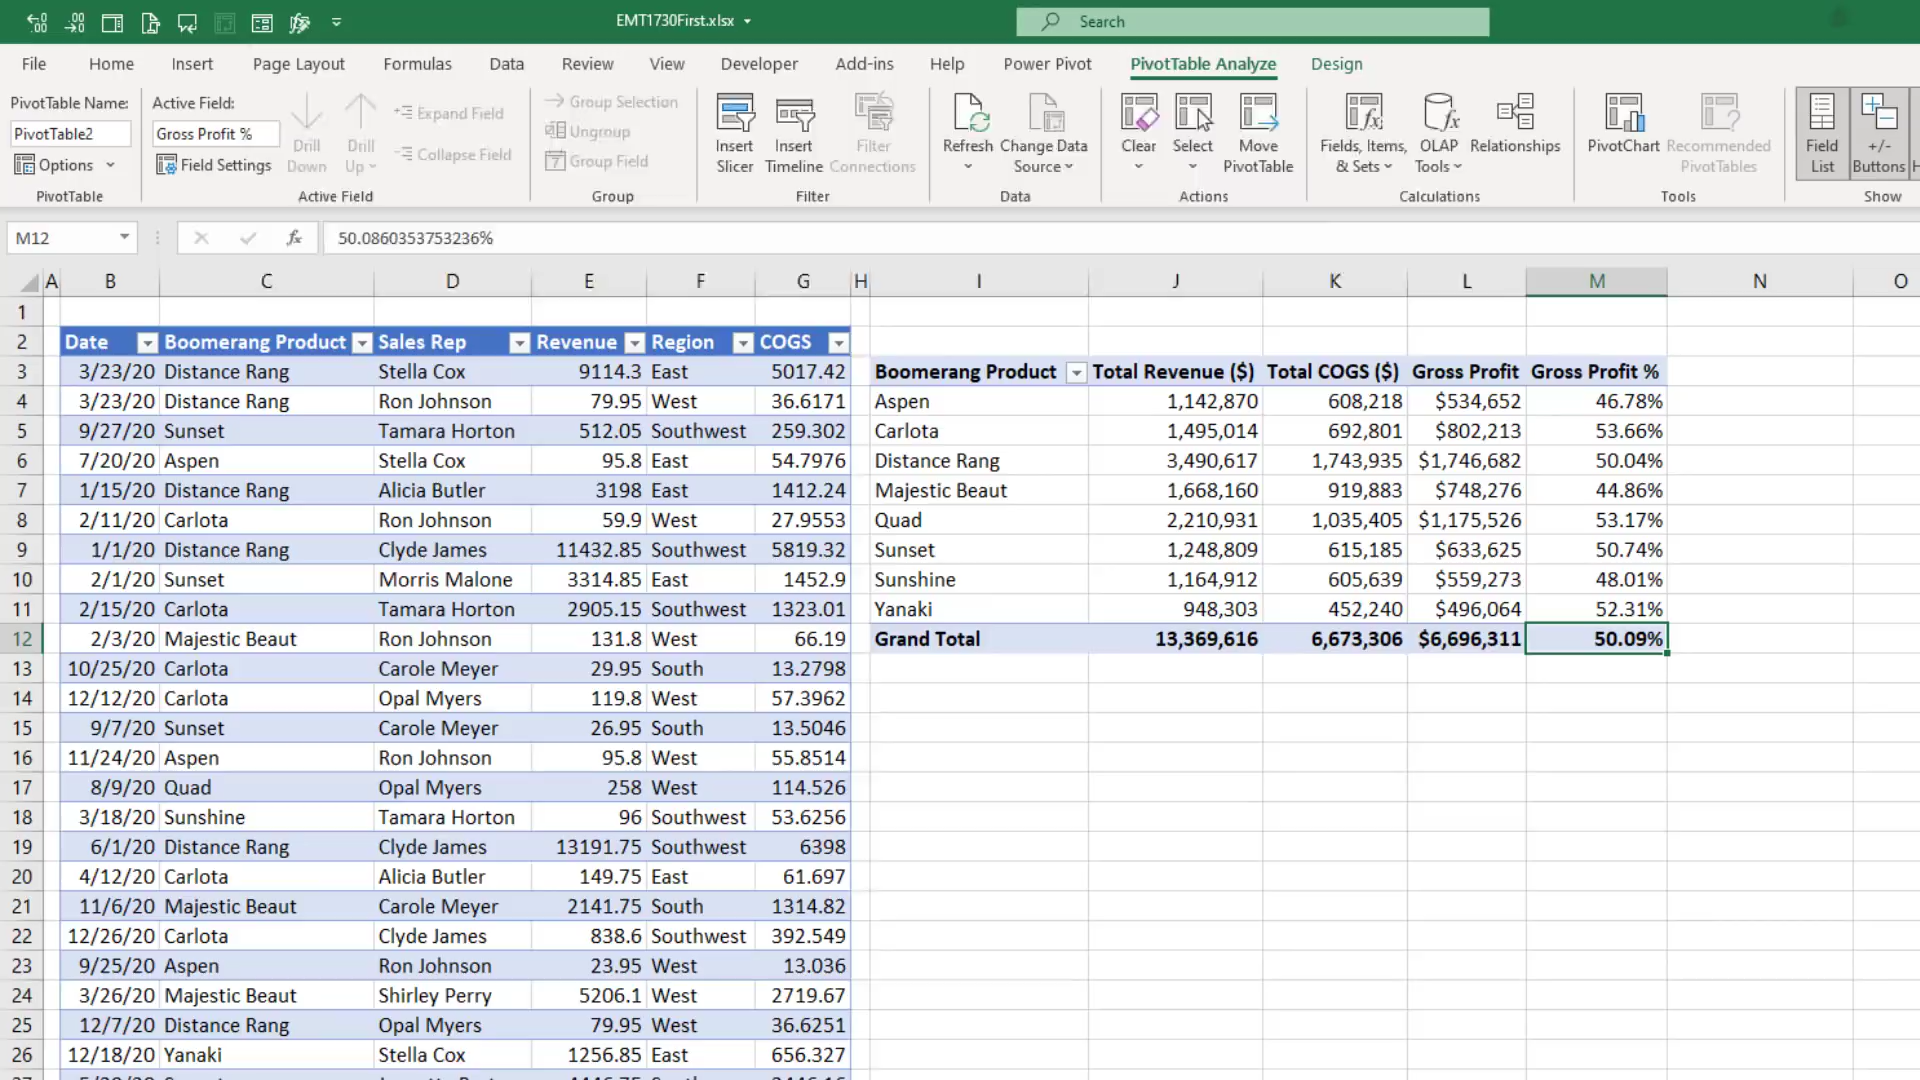 EMT1730First.xlsx
Search
File Home Insert Page Layout Formulas Data Review View Developer Add-ins Help Power Pivot PivotTable Analyze Design
PivotTable Name:
PivotTable2
Options
PivotTable
Active Field:
Gross Profit %
Field Settings
Drill Down
Drill Up
Expand Field
Collapse Field
Active Field
Group Selection
Ungroup
Group Field
Group
Insert Slicer
Insert Timeline
Filter Connections
Filter
Refresh
Change Data Source
Data
Clear
Select
Move PivotTable
Actions
Fields, Items, & Sets
OLAP Tools
Relationships
Calculations
PivotChart
Recommended PivotTables
Tools
Field List
+/- Buttons
Show
M12
fx
50.0860353753236%
A B C D E F G H I J K L M N O
1
2 Date Boomerang Product Sales Rep Revenue Region COGS
3 3/23/20 Distance Rang Stella Cox 9114.3 East 5017.42 Boomerang Product Total Revenue ($) Total COGS ($) Gross Profit Gross Profit %
4 3/23/20 Distance Rang Ron Johnson 79.95 West 36.6171 Aspen 1,142,870 608,218 $534,652 46.78%
5 9/27/20 Sunset Tamara Horton 512.05 Southwest 259.302 Carlota 1,495,014 692,801 $802,213 53.66%
6 7/20/20 Aspen Stella Cox 95.8 East 54.7976 Distance Rang 3,490,617 1,743,935 $1,746,682 50.04%
7 1/15/20 Distance Rang Alicia Butler 3198 East 1412.24 Majestic Beaut 1,668,160 919,883 $748,276 44.86%
8 2/11/20 Carlota Ron Johnson 59.9 West 27.9553 Quad 2,210,931 1,035,405 $1,175,526 53.17%
9 1/1/20 Distance Rang Clyde James 11432.85 Southwest 5819.32 Sunset 1,248,809 615,185 $633,625 50.74%
10 2/1/20 Sunset Morris Malone 3314.85 East 1452.9 Sunshine 1,164,912 605,639 $559,273 48.01%
11 2/15/20 Carlota Tamara Horton 2905.15 Southwest 1323.01 Yanaki 948,303 452,240 $496,064 52.31%
12 2/3/20 Majestic Beaut Ron Johnson 131.8 West 66.19 Grand Total 13,369,616 6,673,306 $6,696,311 50.09%
13 10/25/20 Carlota Carole Meyer 29.95 South 13.2798
14 12/12/20 Carlota Opal Myers 119.8 West 57.3962
15 9/7/20 Sunset Carole Meyer 26.95 South 13.5046
16 11/24/20 Aspen Ron Johnson 95.8 West 55.8514
17 8/9/20 Quad Opal Myers 258 West 114.526
18 3/18/20 Sunshine Tamara Horton 96 Southwest 53.6256
19 6/1/20 Distance Rang Clyde James 13191.75 Southwest 6398
20 4/12/20 Carlota Alicia Butler 149.75 East 61.697
21 11/6/20 Majestic Beaut Carole Meyer 2141.75 South 1314.82
22 12/26/20 Carlota Clyde James 838.6 Southwest 392.549
23 9/25/20 Aspen Ron Johnson 23.95 West 13.036
24 3/26/20 Majestic Beaut Shirley Perry 5206.1 West 2719.67
25 12/7/20 Distance Rang Opal Myers 79.95 West 36.6251
26 12/18/20 Yanaki Stella Cox 1256.85 East 656.327